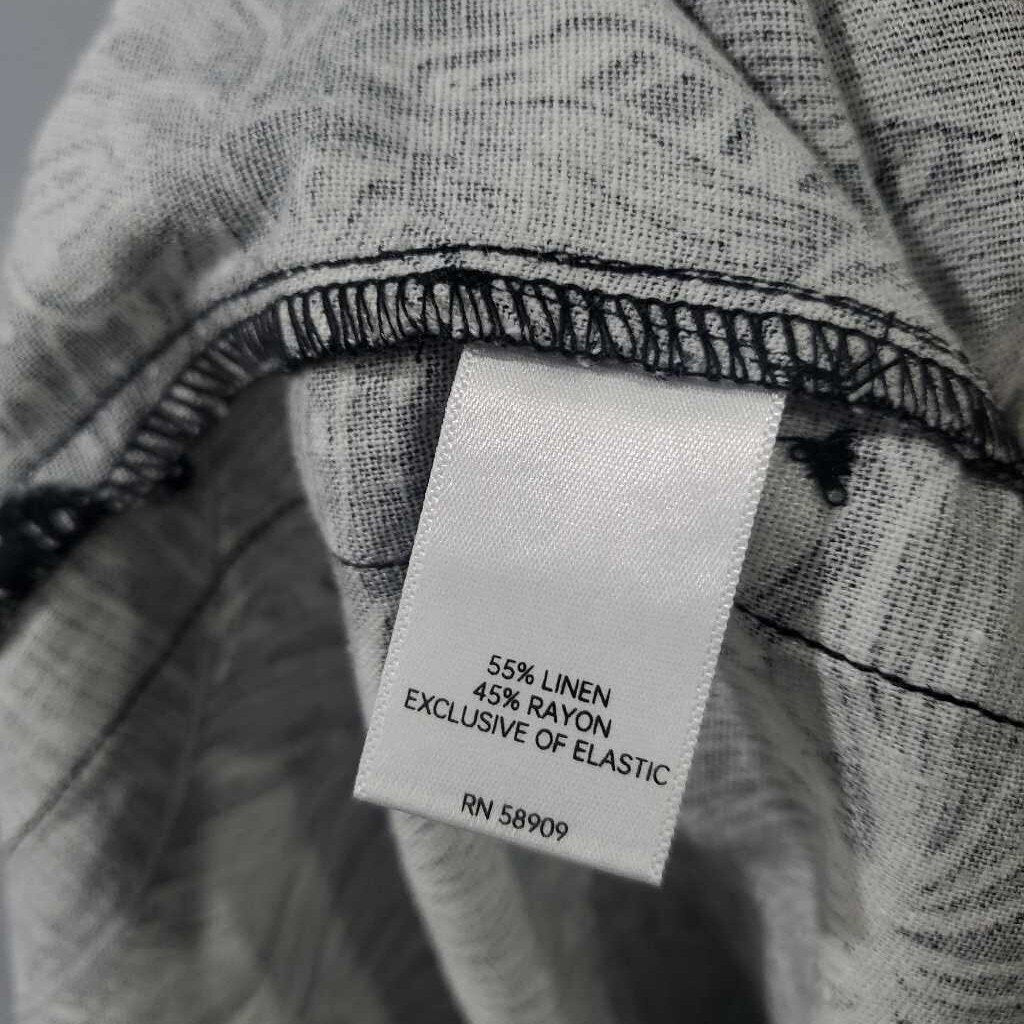 55% LINEN
45% RAYON
EXCLUSIVE OF ELASTIC
RN 58909